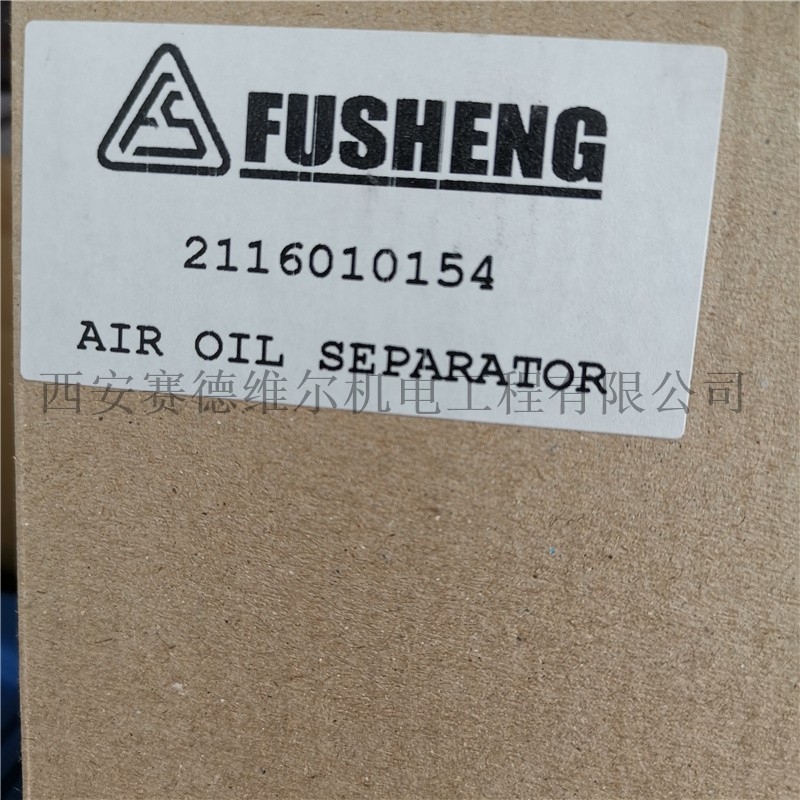 FS FUSHENG
2116010154
AIR OIL SEPARATOR
西安赛德维尔机电工程有限公司